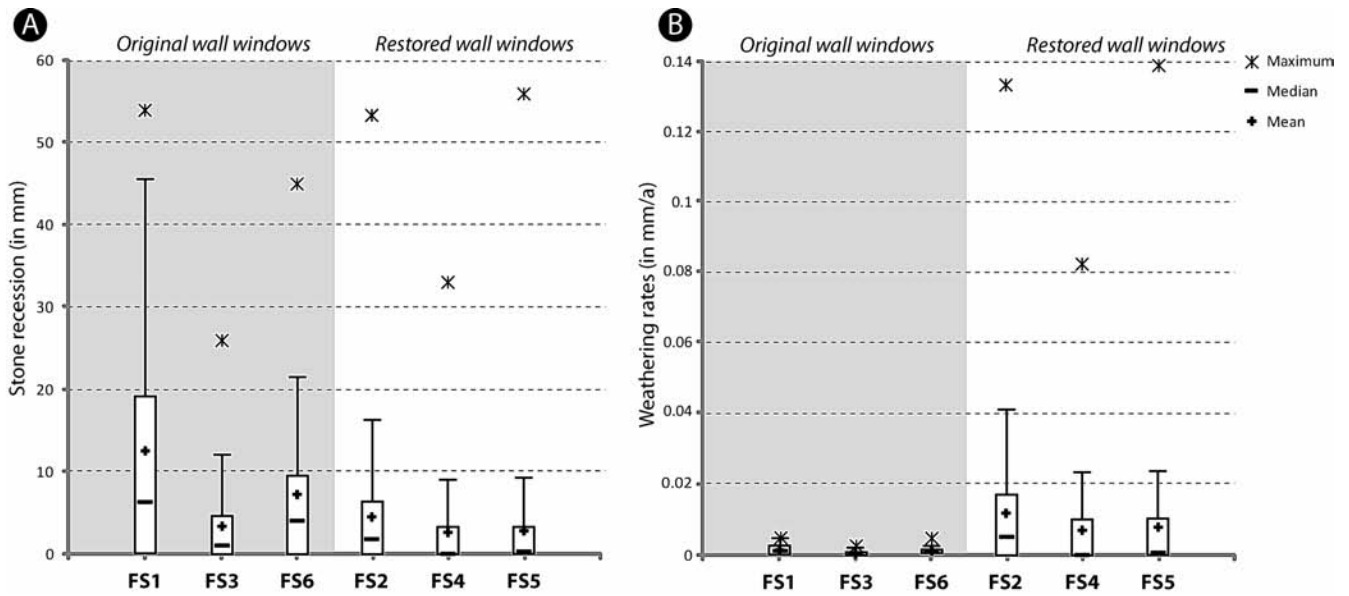 A
Original wall windows
Restored wall windows
Stone recession (in mm)
60
50
40
30
20
10
0
FS1 FS3 FS6 FS2 FS4 FS5
B
Original wall windows
Restored wall windows
Weathering rates (in mm/a)
0.14
0.12
0.1
0.08
0.06
0.04
0.02
0
FS1 FS3 FS6 FS2 FS4 FS5
Maximum
Median
Mean